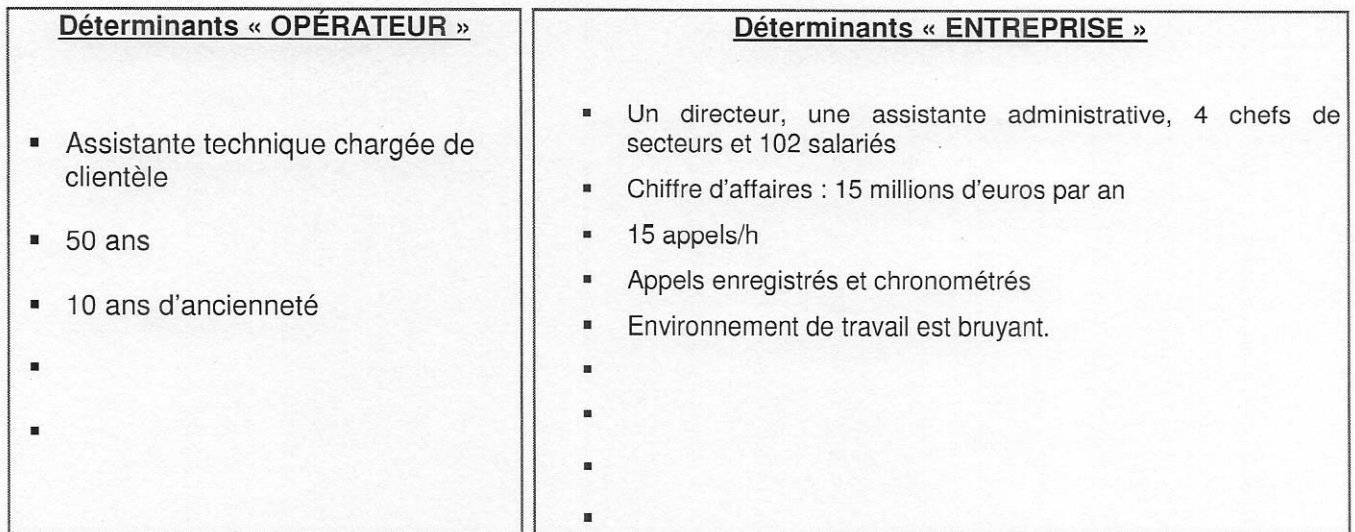 Déterminants « OPÉRATEUR »
▪ Assistante technique chargée de
clientèle
▪ 50 ans
▪ 10 ans d'ancienneté
▪
▪
Déterminants « ENTREPRISE »
▪ Un directeur, une assistante administrative, 4 chefs de
secteurs et 102 salariés
▪ Chiffre d'affaires : 15 millions d'euros par an
▪ 15 appels/h
▪ Appels enregistrés et chronométrés
▪ Environnement de travail est bruyant.
▪
▪
▪
▪